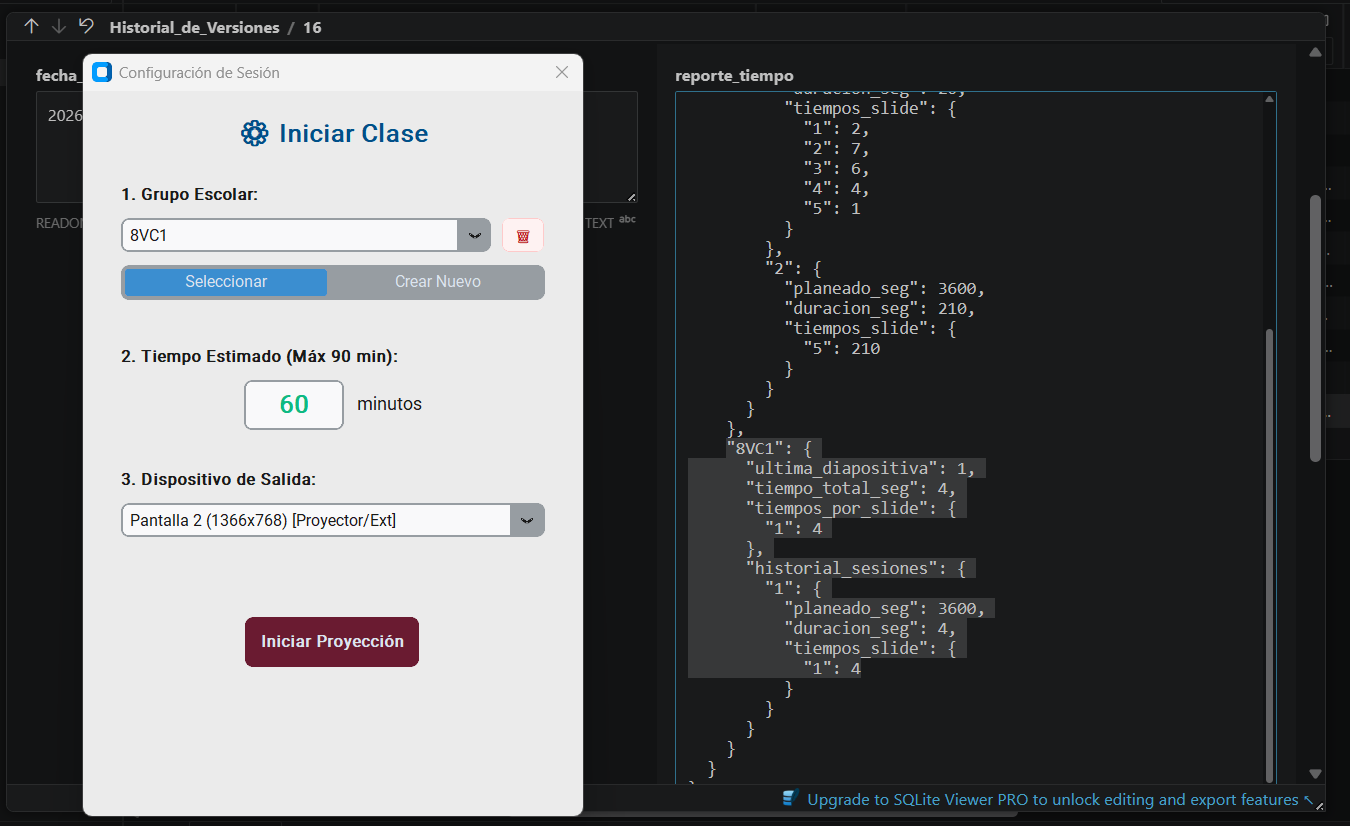 Historial_de_Versiones / 16
fecha_
2026
READON
TEXT abc
Configuración de Sesión
Iniciar Clase
1. Grupo Escolar:
8VC1
Seleccionar
Crear Nuevo
2. Tiempo Estimado (Máx 90 min):
60 minutos
3. Dispositivo de Salida:
Pantalla 2 (1366x768) [Proyector/Ext]
Iniciar Proyección
reporte_tiempo
"tiempos_slide": {
"1": 2,
"2": 7,
"3": 6,
"4": 4,
"5": 1
}
},
"2": {
"planeado_seg": 3600,
"duracion_seg": 210,
"tiempos_slide": {
"5": 210
}
}
}
},
"8VC1": {
"ultima_diapositiva": 1,
"tiempo_total_seg": 4,
"tiempos_por_slide": {
"1": 4
},
"historial_sesiones": {
"1": {
"planeado_seg": 3600,
"duracion_seg": 4,
"tiempos_slide": {
"1": 4
}
}
}
}
}
Upgrade to SQLite Viewer PRO to unlock editing and export features